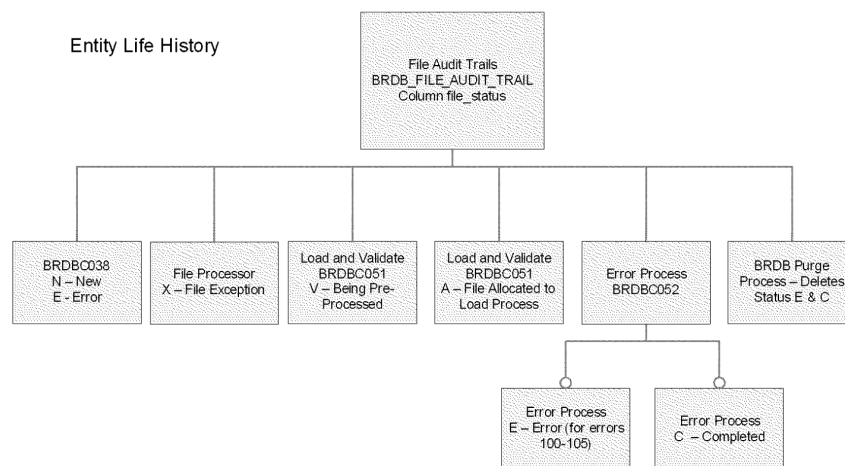 Entity Life History
File Audit Trails
BRDB_FILE_AUDIT_TRAIL
Column file_status
BRDBC038
N – New
E - Error
File Processor
X – File Exception
Load and Validate
BRDBC051
V – Being Pre-
Processed
Load and Validate
BRDBC051
A – File Allocated to
Load Process
Error Process
BRDBC052
BRDB Purge
Process – Deletes
Status E & C
Error Process
E – Error (for errors
100-105)
Error Process
C – Completed